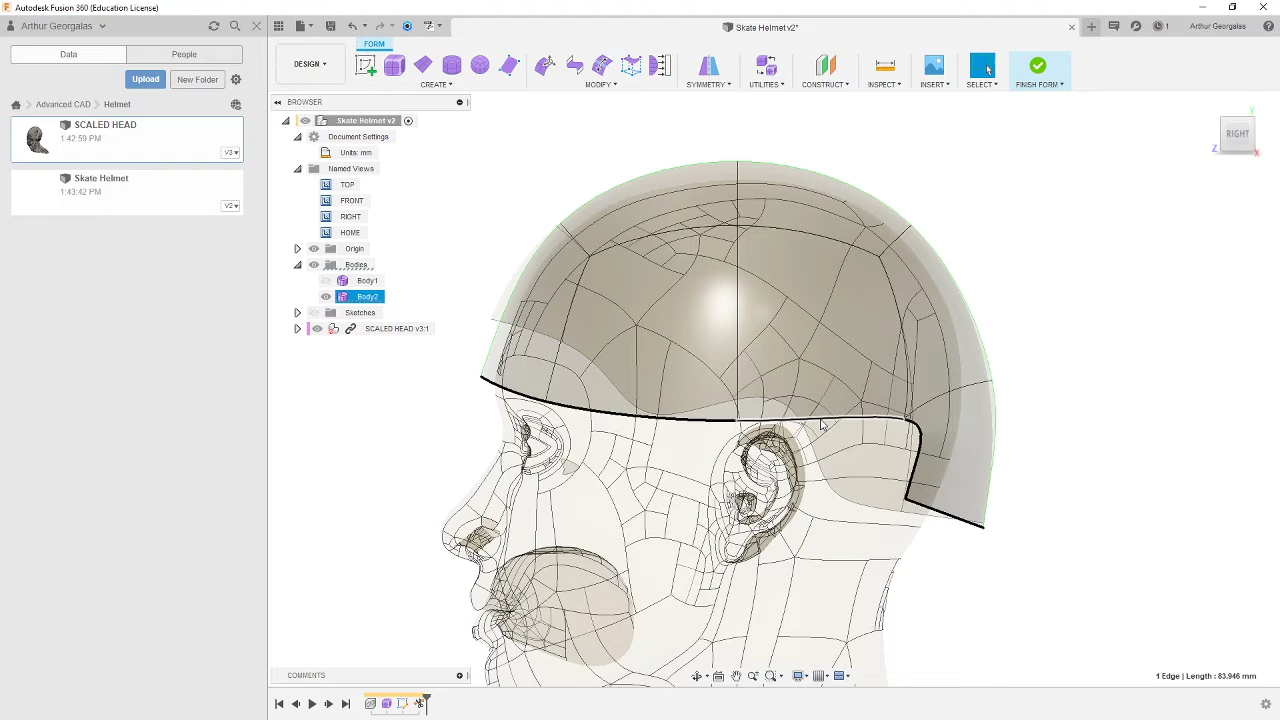 Autodesk Fusion 360 (Education License)
Arthur Georgalas
Skate Helmet v2*
1
Arthur Georgalas
Data
People
FORM
DESIGN
Upload
New Folder
CREATE
MODIFY
SYMMETRY
UTILITIES
CONSTRUCT
INSPECT
INSERT
SELECT
FINISH FORM
Advanced CAD
Helmet
BROWSER
SCALED HEAD
1:42:59 PM
V3
Skate Helmet
1:43:42 PM
V2
Skate Helmet v2
Document Settings
Units: mm
Named Views
TOP
FRONT
RIGHT
HOME
Origin
Bodies
Body1
Body2
Sketches
SCALED HEAD v3:1
Y
RIGHT
Z
X
COMMENTS
1 Edge | Length : 83.946 mm